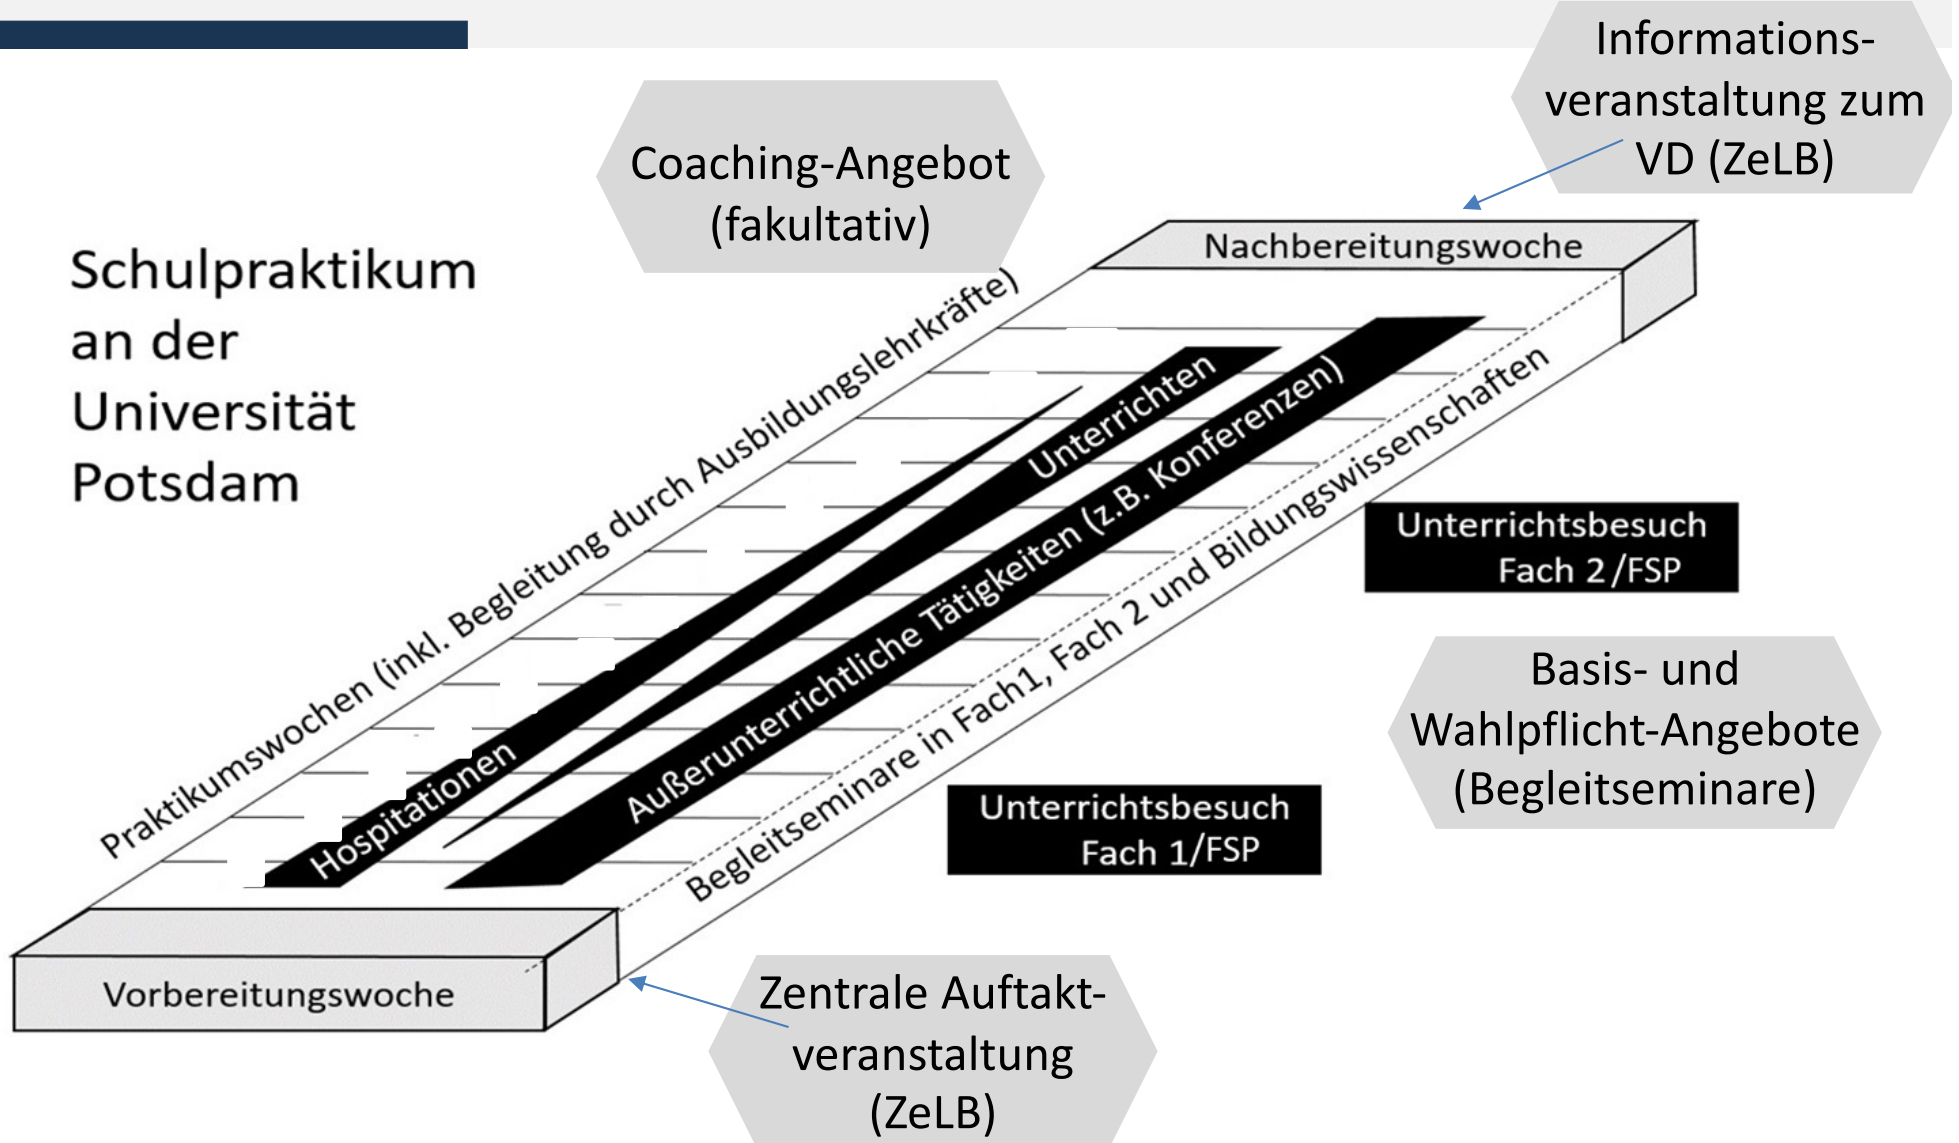 Informations-
veranstaltung zum
VD (ZeLB)
Coaching-Angebot
(fakultativ)
Schulpraktikum
an der
Universität
Potsdam
Nachbereitungswoche
Praktikumswochen (inkl. Begleitung durch Ausbildungslehrkräfte)
Hospitationen
Unterrichten
Außerunterrichtliche Tätigkeiten (z.B. Konferenzen)
Begleitseminare in Fach1, Fach 2 und Bildungswissenschaften
Unterrichtsbesuch
Fach 2/FSP
Basis- und
Wahlpflicht-Angebote
(Begleitseminare)
Unterrichtsbesuch
Fach 1/FSP
Vorbereitungswoche
Zentrale Auftakt-
veranstaltung
(ZeLB)